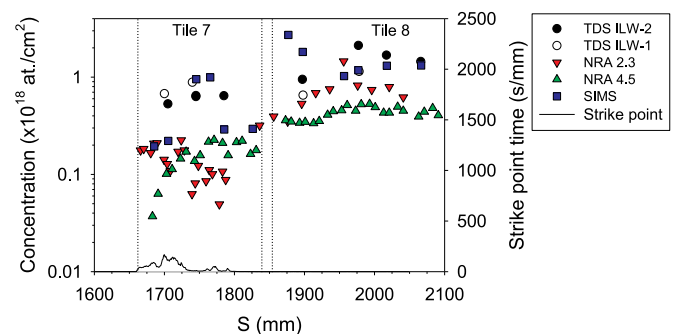 Tile 7
Tile 8
Concentration (x10¹⁸ at./cm²)
1
0.1
0.01
2500
2000
1500
1000
500
0
Strike point time (s/mm)
1600
1700
1800
1900
2000
2100
S (mm)
TDS ILW-2
TDS ILW-1
NRA 2.3
NRA 4.5
SIMS
Strike point